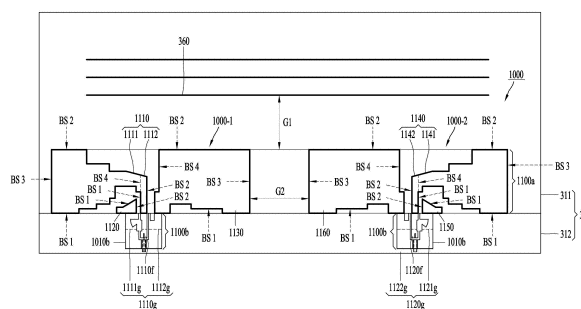 360
1000
G1
1110
1111 1112
BS 2
1000-1
BS 2
BS 2
1140
1142 1141
1000-2
BS 2
BS 4
BS 1
BS 1
BS 3
BS 4
BS 2
BS 2
BS 3
G2
BS 3
BS 4
BS 2
BS 2
BS 4
BS 1
BS 1
BS 3
1100a
311
312
BS 1
1120
1010b
1100b
BS 1
1130
1160
BS 1
1100b
1150
1010b
BS 1
1110f
1111g 1112g
1110g
1120f
1122g 1121g
1120g